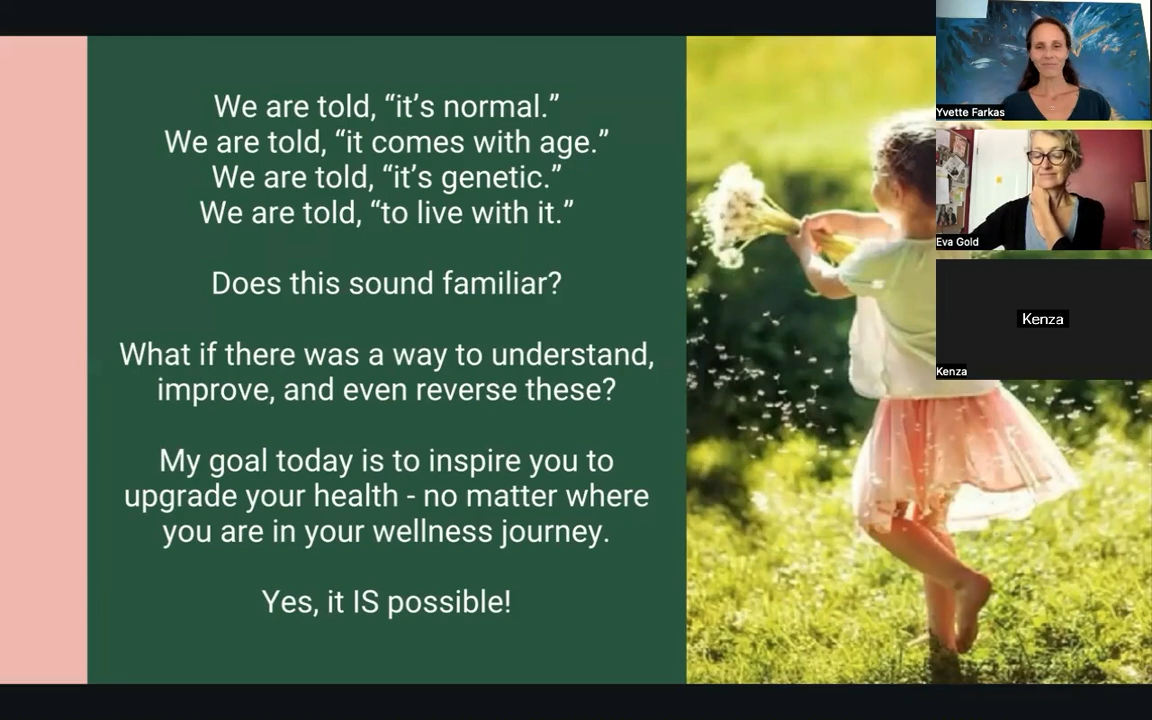 We are told, “it’s normal.”
We are told, “it comes with age.”
We are told, “it’s genetic.”
We are told, “to live with it.”
Does this sound familiar?
What if there was a way to understand,
improve, and even reverse these?
My goal today is to inspire you to
upgrade your health - no matter where
you are in your wellness journey.
Yes, it IS possible!
Yvette Farkas
Eva Gold
Kenza
Kenza